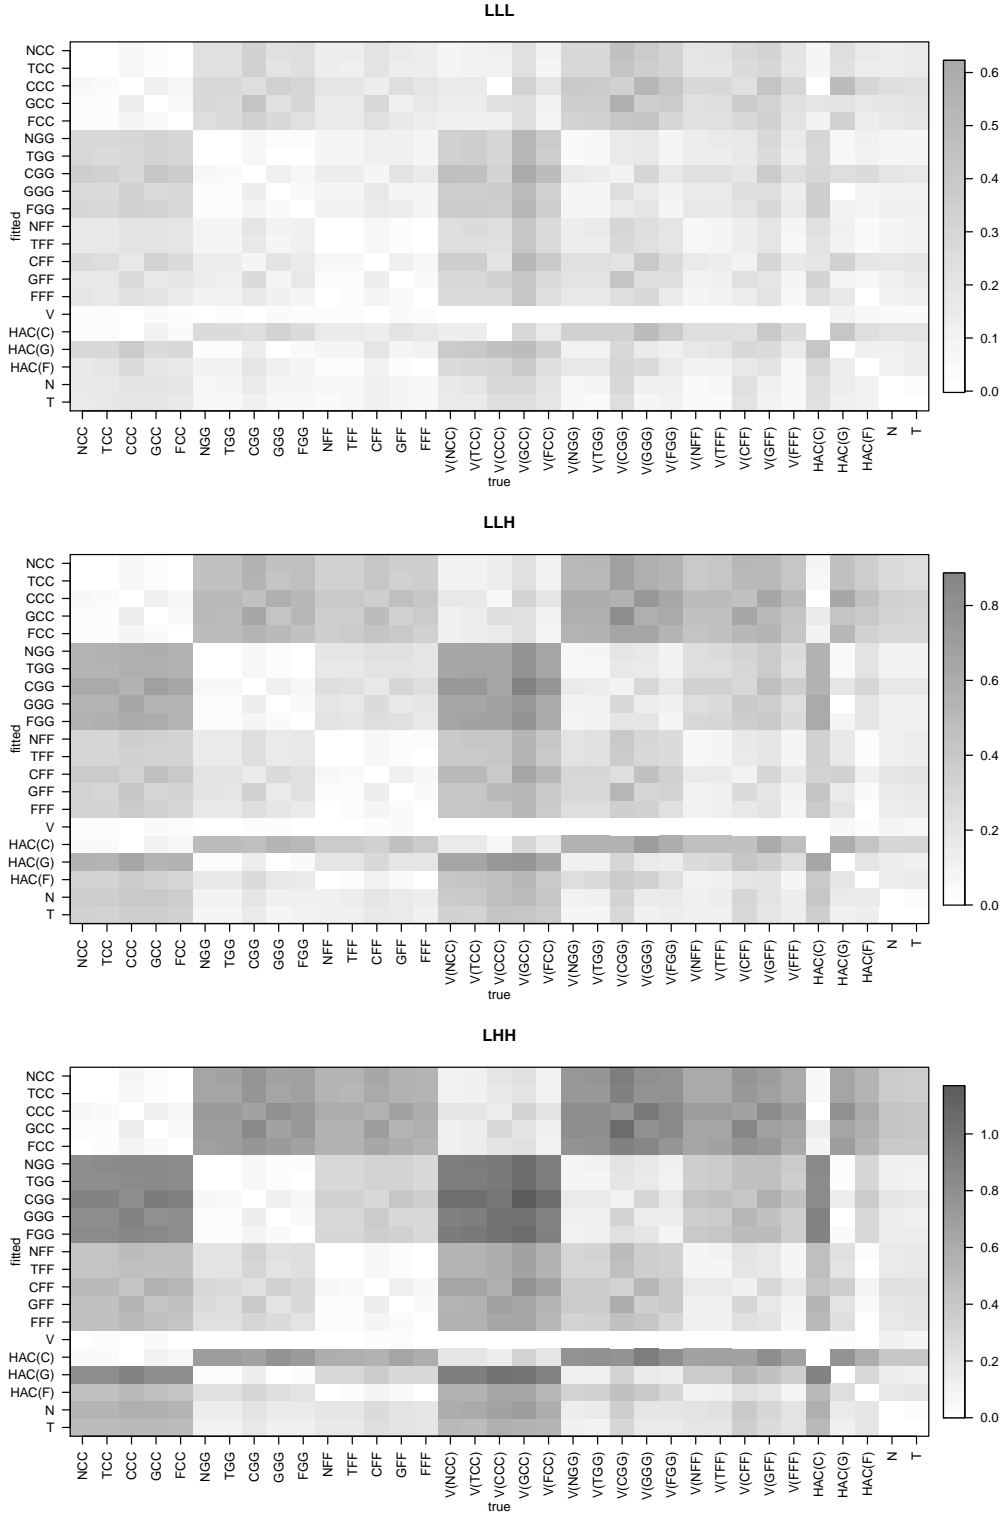 LLL
NCC
TCC
CCC
GCC
FCC
NGG
TGG
CGG
GGG
FGG
NFF
TFF
CFF
GFF
FFF
V
HAC(C)
HAC(G)
HAC(F)
N
T
fitted
NCC TCC CCC GCC FCC NGG TGG CGG GGG FGG NFF TFF CFF GFF FFF V(NCC) V(TCC) V(CCC) V(GCC) V(FCC) V(NGG) V(TGG) V(CGG) V(GGG) V(FGG) V(NFF) V(TFF) V(CFF) V(GFF) V(FFF) HAC(C) HAC(G) HAC(F) N T
true
0.6
0.5
0.4
0.3
0.2
0.1
0.0
LLH
NCC
TCC
CCC
GCC
FCC
NGG
TGG
CGG
GGG
FGG
NFF
TFF
CFF
GFF
FFF
V
HAC(C)
HAC(G)
HAC(F)
N
T
fitted
NCC TCC CCC GCC FCC NGG TGG CGG GGG FGG NFF TFF CFF GFF FFF V(NCC) V(TCC) V(CCC) V(GCC) V(FCC) V(NGG) V(TGG) V(CGG) V(GGG) V(FGG) V(NFF) V(TFF) V(CFF) V(GFF) V(FFF) HAC(C) HAC(G) HAC(F) N T
true
0.8
0.6
0.4
0.2
0.0
LHH
NCC
TCC
CCC
GCC
FCC
NGG
TGG
CGG
GGG
FGG
NFF
TFF
CFF
GFF
FFF
V
HAC(C)
HAC(G)
HAC(F)
N
T
fitted
NCC TCC CCC GCC FCC NGG TGG CGG GGG FGG NFF TFF CFF GFF FFF V(NCC) V(TCC) V(CCC) V(GCC) V(FCC) V(NGG) V(TGG) V(CGG) V(GGG) V(FGG) V(NFF) V(TFF) V(CFF) V(GFF) V(FFF) HAC(C) HAC(G) HAC(F) N T
true
1.0
0.8
0.6
0.4
0.2
0.0